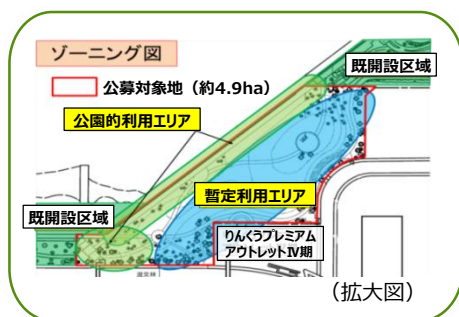 ゾーニング図
公募対象地（約4.9ha）
公園的利用エリア
既開設区域
暫定利用エリア
既開設区域
りんくうプレミアム
アウトレットⅣ期
（拡大図）